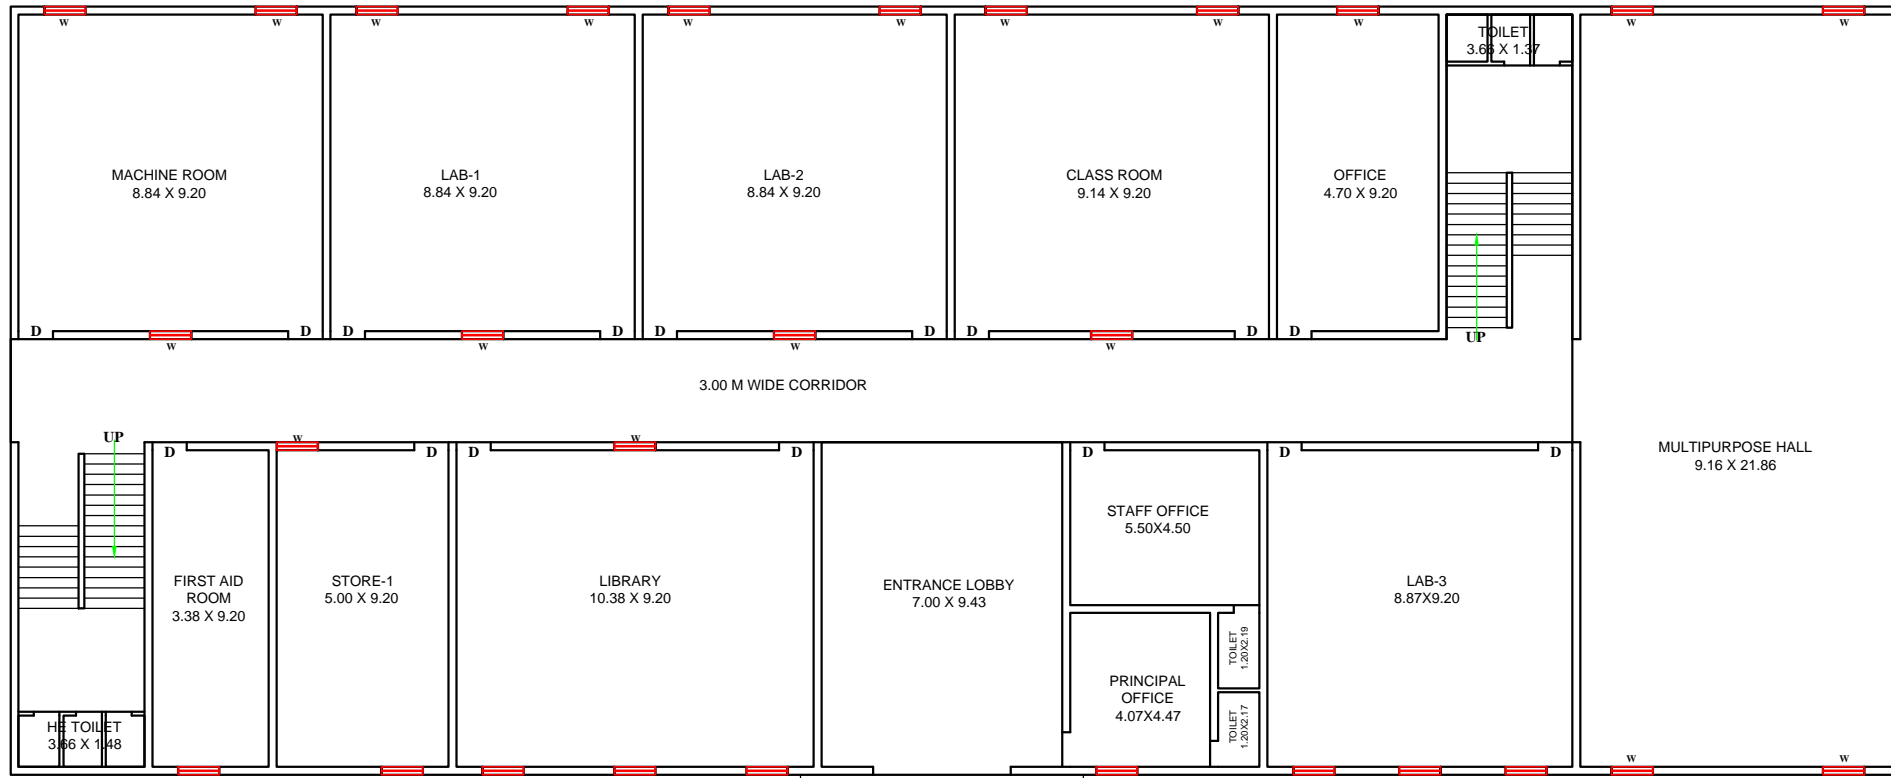 W W W W W W W W W W W
TOILET
3.66 X 1.37
MACHINE ROOM
8.84 X 9.20
LAB-1
8.84 X 9.20
LAB-2
8.84 X 9.20
CLASS ROOM
9.14 X 9.20
OFFICE
4.70 X 9.20
D D D D D D D D D
UP
W W W W
3.00 M WIDE CORRIDOR
UP
W W
D D D D D D D
MULTIPURPOSE HALL
9.16 X 21.86
STAFF OFFICE
5.50X4.50
FIRST AID
ROOM
3.38 X 9.20
STORE-1
5.00 X 9.20
LIBRARY
10.38 X 9.20
ENTRANCE LOBBY
7.00 X 9.43
LAB-3
8.87X9.20
TOILET
1.20X2.19
PRINCIPAL
OFFICE
4.07X4.47
TOILET
1.20X2.17
HE TOILET
3.66 X 1.48
W W